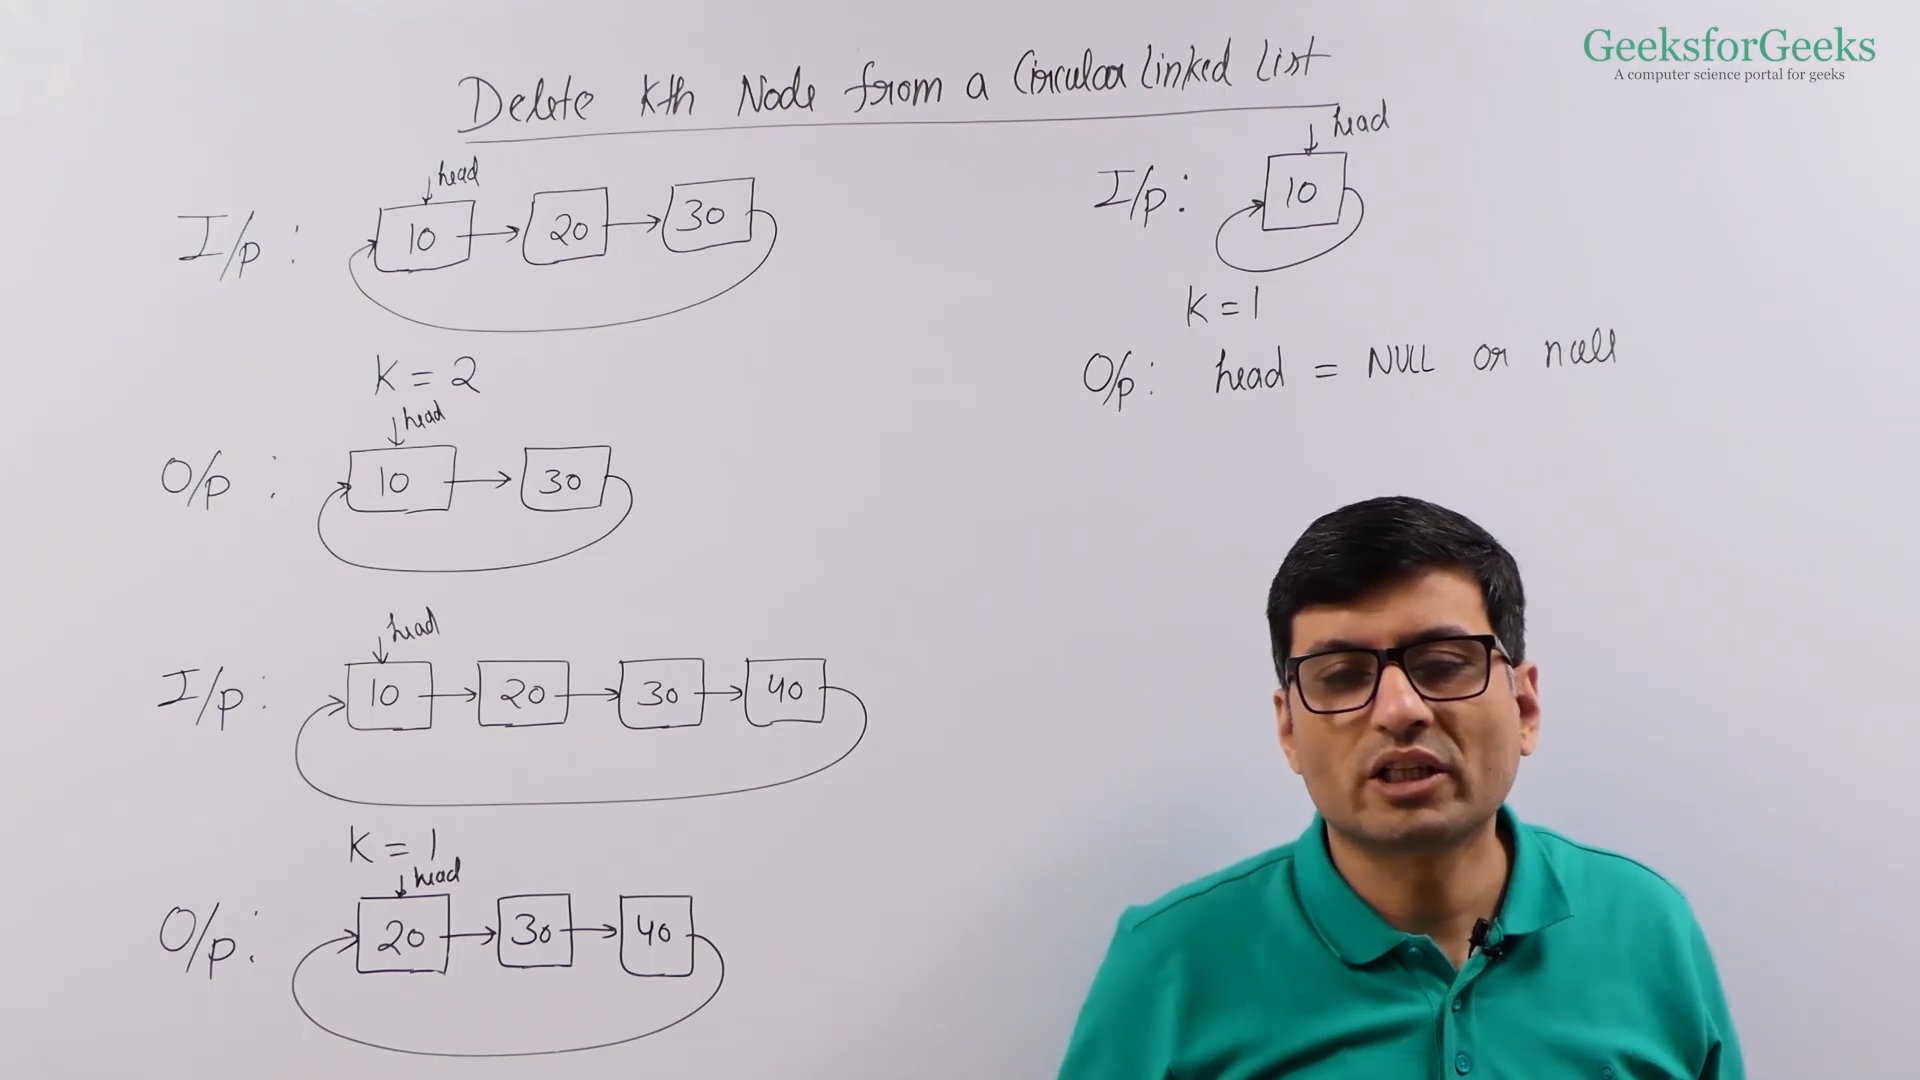 GeeksforGeeks
A computer science portal for geeks
Delete Kth Node from a Circular Linked List
head
I/p : 10 20 30
K = 2
head
O/p : 10 30
head
I/p : 10 20 30 40
K = 1
head
O/p : 20 30 40
head
I/p : 10
K = 1
O/p : head = NULL or null